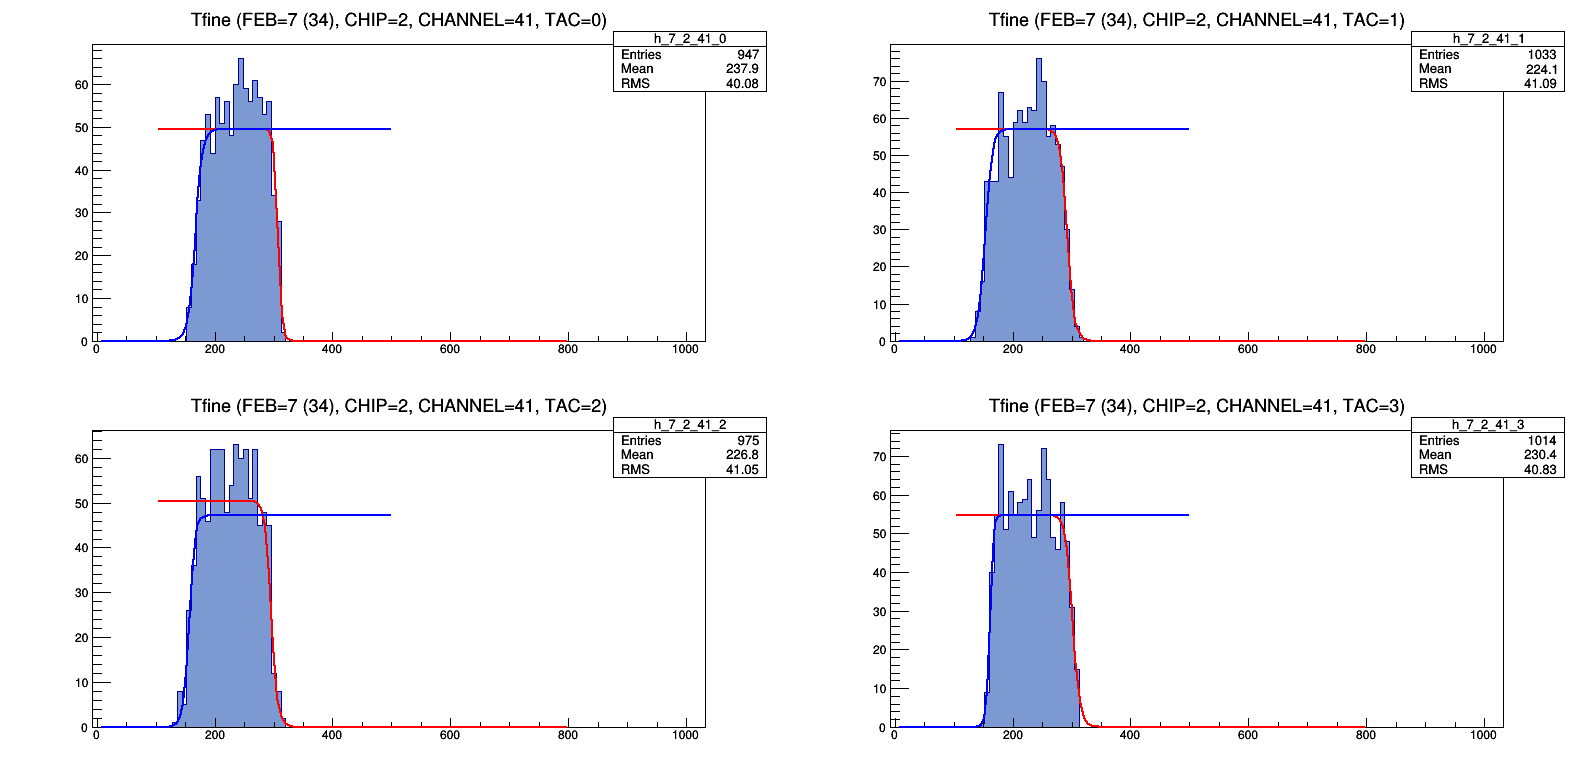 Tfine (FEB=7 (34), CHIP=2, CHANNEL=41, TAC=0)
h_7_2_41_0
Entries 947
Mean 237.9
RMS 40.08
60
50
40
30
20
10
0
0 200 400 600 800 1000
Tfine (FEB=7 (34), CHIP=2, CHANNEL=41, TAC=1)
h_7_2_41_1
Entries 1033
Mean 224.1
RMS 41.09
70
60
50
40
30
20
10
0
0 200 400 600 800 1000
Tfine (FEB=7 (34), CHIP=2, CHANNEL=41, TAC=2)
h_7_2_41_2
Entries 975
Mean 226.8
RMS 41.05
60
50
40
30
20
10
0
0 200 400 600 800 1000
Tfine (FEB=7 (34), CHIP=2, CHANNEL=41, TAC=3)
h_7_2_41_3
Entries 1014
Mean 230.4
RMS 40.83
70
60
50
40
30
20
10
0
0 200 400 600 800 1000